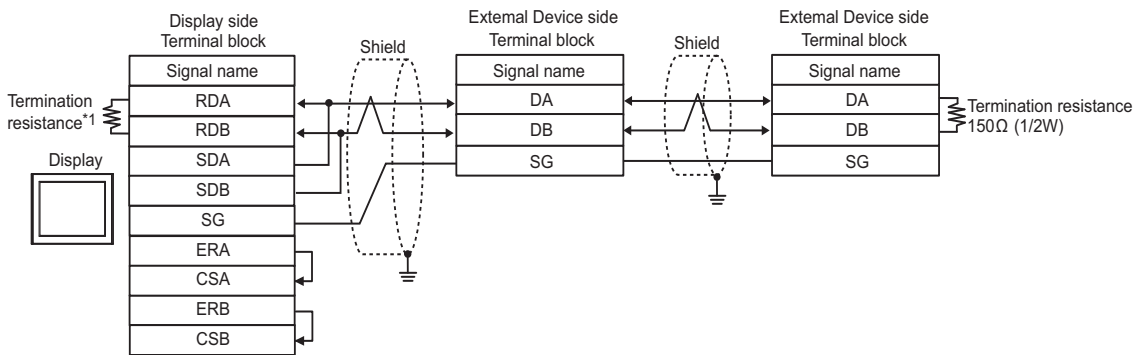 Display side
Terminal block
Signal name
RDA
RDB
SDA
SDB
SG
ERA
CSA
ERB
CSB
Termination
resistance*1
Display
Shield
External Device side
Terminal block
Signal name
DA
DB
SG
Shield
External Device side
Terminal block
Signal name
DA
DB
SG
Termination resistance
150Ω (1/2W)